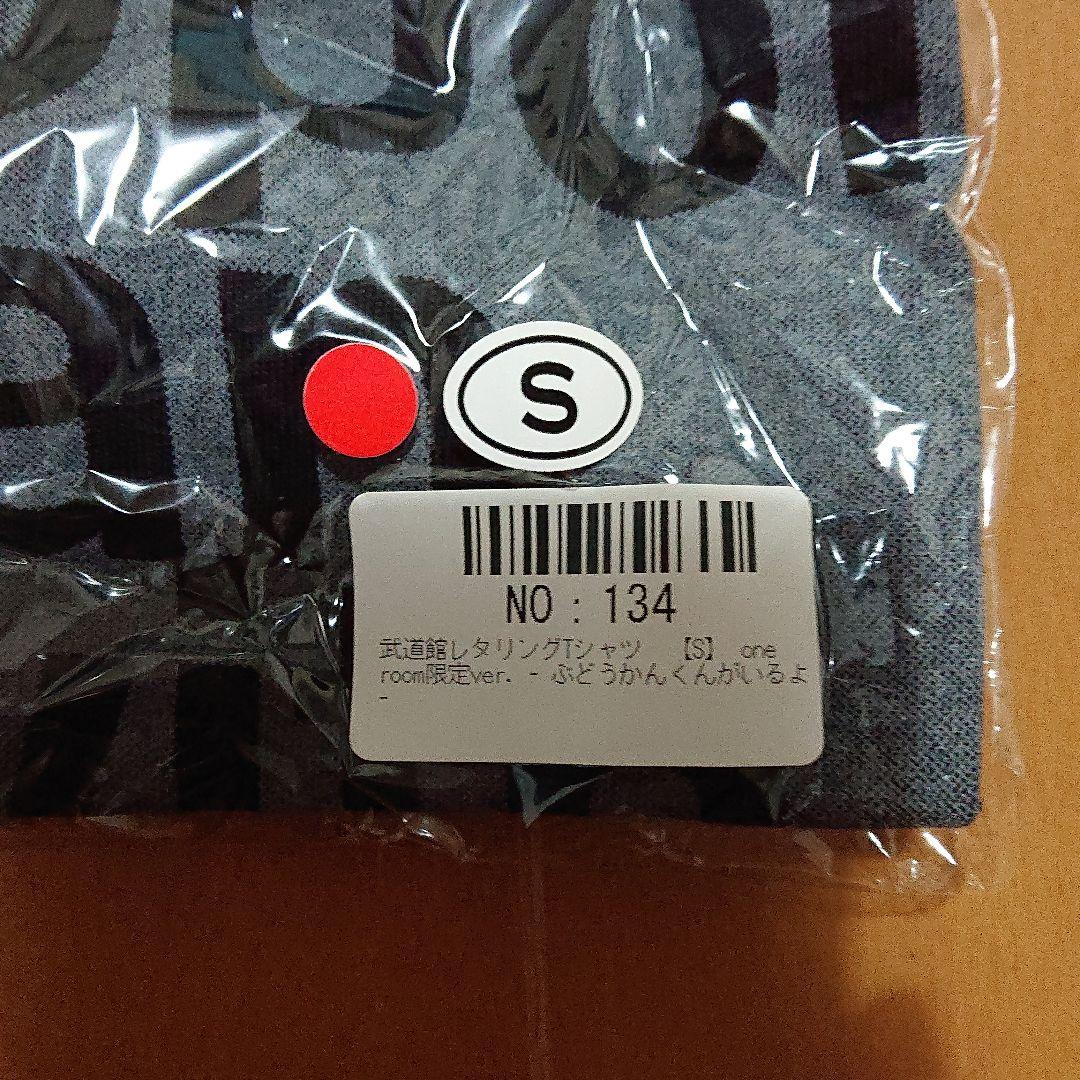 S
NO : 134
武道館レタリングTシャツ　【S】　one
room限定ver. - ぶどうかんくんがいるよ
-